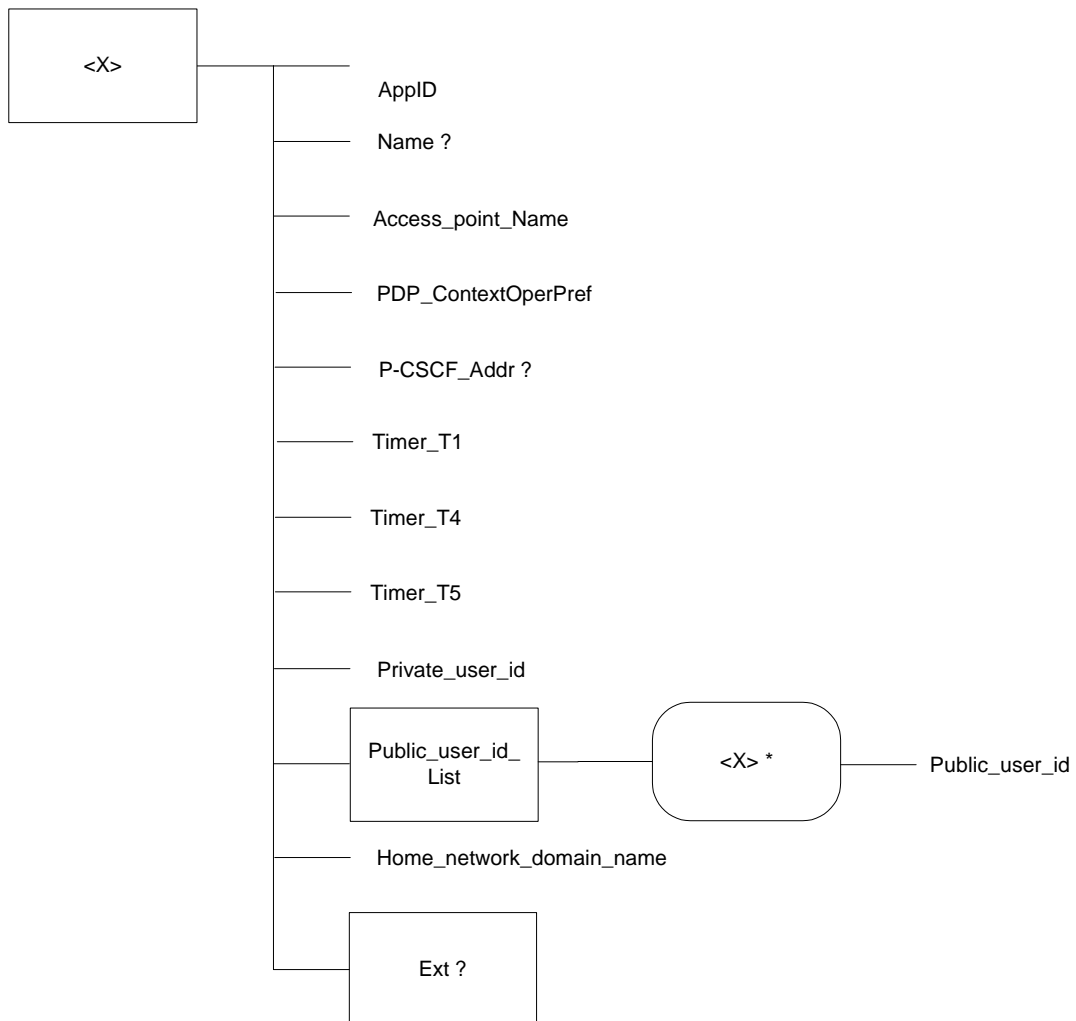 <X>
AppID
Name ?
Access_point_Name
PDP_ContextOperPref
P-CSCF_Addr ?
Timer_T1
Timer_T4
Timer_T5
Private_user_id
Public_user_id_
List
<X> *
Public_user_id
Home_network_domain_name
Ext ?